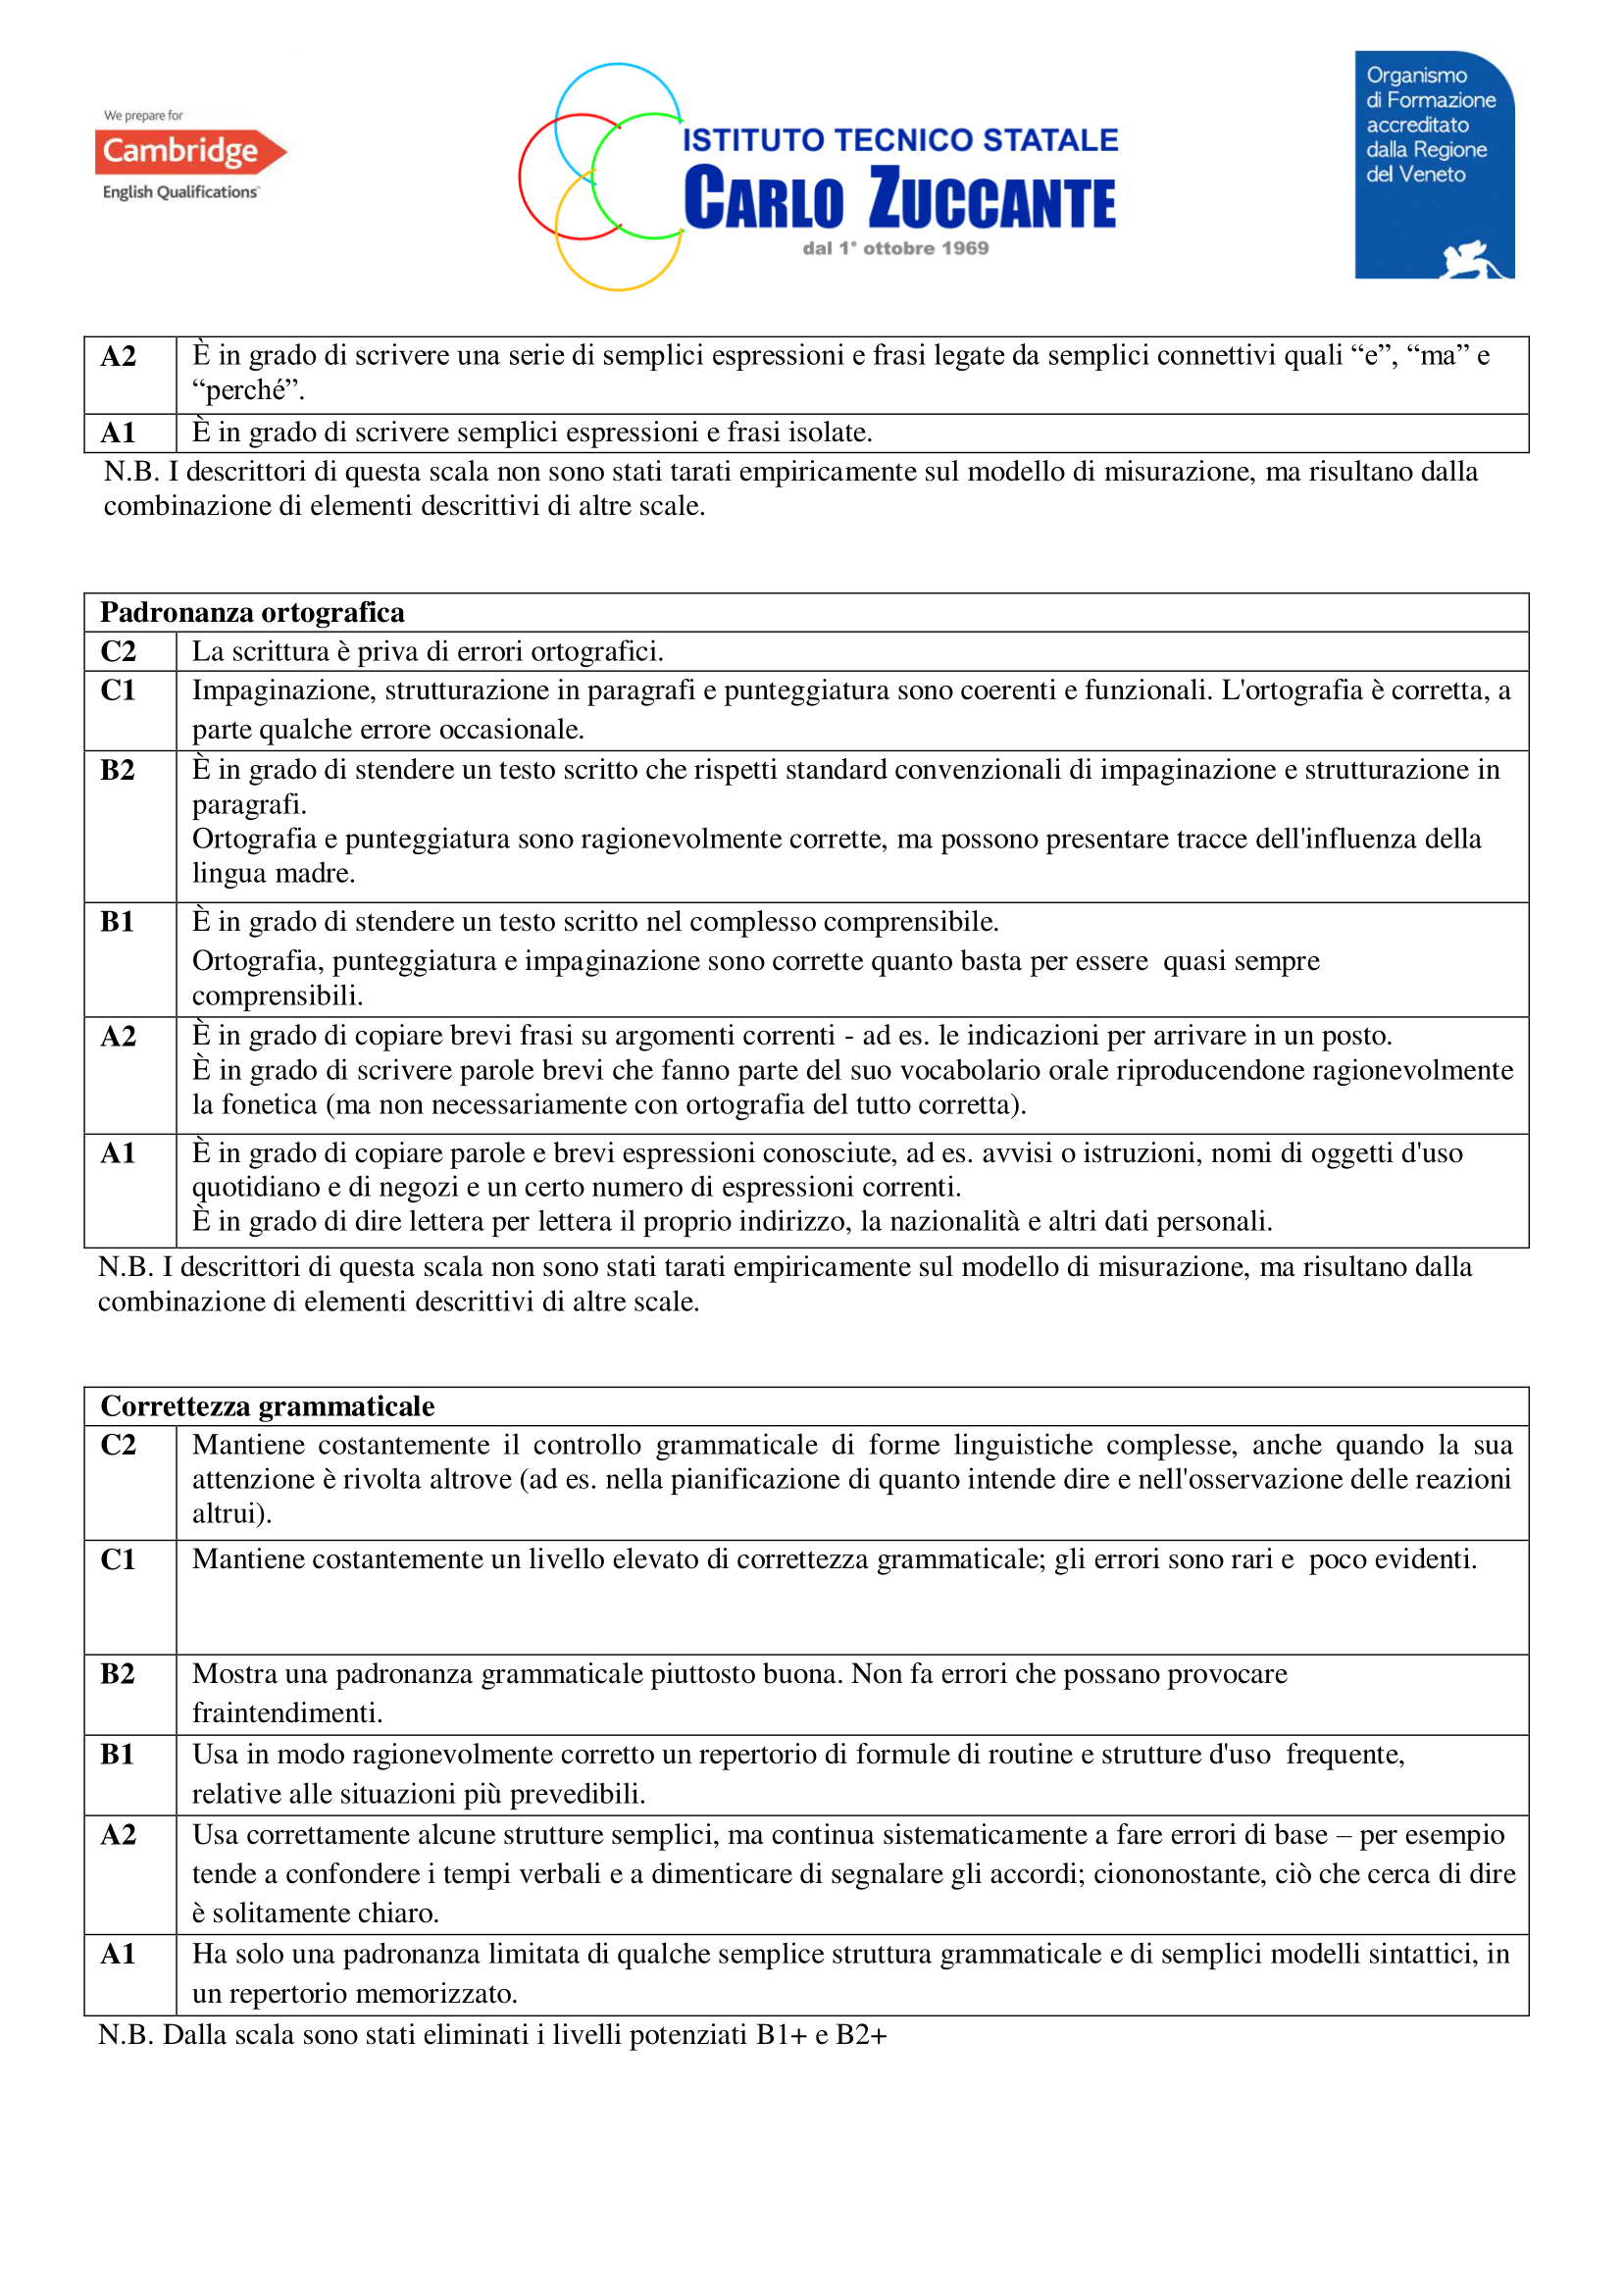 We prepare for
Cambridge
English Qualifications™
ISTITUTO TECNICO STATALE
CARLO ZUCCANTE
dal 1° ottobre 1969
Organismo
di Formazione
accreditato
dalla Regione
del Veneto
A2 È in grado di scrivere una serie di semplici espressioni e frasi legate da semplici connettivi quali “e”, “ma” e
“perché”.
A1 È in grado di scrivere semplici espressioni e frasi isolate.
N.B. I descrittori di questa scala non sono stati tarati empiricamente sul modello di misurazione, ma risultano dalla
combinazione di elementi descrittivi di altre scale.
Padronanza ortografica
C2 La scrittura è priva di errori ortografici.
C1 Impaginazione, strutturazione in paragrafi e punteggiatura sono coerenti e funzionali. L'ortografia è corretta, a
parte qualche errore occasionale.
B2 È in grado di stendere un testo scritto che rispetti standard convenzionali di impaginazione e strutturazione in
paragrafi.
Ortografia e punteggiatura sono ragionevolmente corrette, ma possono presentare tracce dell'influenza della
lingua madre.
B1 È in grado di stendere un testo scritto nel complesso comprensibile.
Ortografia, punteggiatura e impaginazione sono corrette quanto basta per essere quasi sempre
comprensibili.
A2 È in grado di copiare brevi frasi su argomenti correnti - ad es. le indicazioni per arrivare in un posto.
È in grado di scrivere parole brevi che fanno parte del suo vocabolario orale riproducendone ragionevolmente
la fonetica (ma non necessariamente con ortografia del tutto corretta).
A1 È in grado di copiare parole e brevi espressioni conosciute, ad es. avvisi o istruzioni, nomi di oggetti d'uso
quotidiano e di negozi e un certo numero di espressioni correnti.
È in grado di dire lettera per lettera il proprio indirizzo, la nazionalità e altri dati personali.
N.B. I descrittori di questa scala non sono stati tarati empiricamente sul modello di misurazione, ma risultano dalla
combinazione di elementi descrittivi di altre scale.
Correttezza grammaticale
C2 Mantiene costantemente il controllo grammaticale di forme linguistiche complesse, anche quando la sua
attenzione è rivolta altrove (ad es. nella pianificazione di quanto intende dire e nell'osservazione delle reazioni
altrui).
C1 Mantiene costantemente un livello elevato di correttezza grammaticale; gli errori sono rari e poco evidenti.
B2 Mostra una padronanza grammaticale piuttosto buona. Non fa errori che possano provocare
fraintendimenti.
B1 Usa in modo ragionevolmente corretto un repertorio di formule di routine e strutture d'uso frequente,
relative alle situazioni più prevedibili.
A2 Usa correttamente alcune strutture semplici, ma continua sistematicamente a fare errori di base – per esempio
tende a confondere i tempi verbali e a dimenticare di segnalare gli accordi; ciononostante, ciò che cerca di dire
è solitamente chiaro.
A1 Ha solo una padronanza limitata di qualche semplice struttura grammaticale e di semplici modelli sintattici, in
un repertorio memorizzato.
N.B. Dalla scala sono stati eliminati i livelli potenziati B1+ e B2+